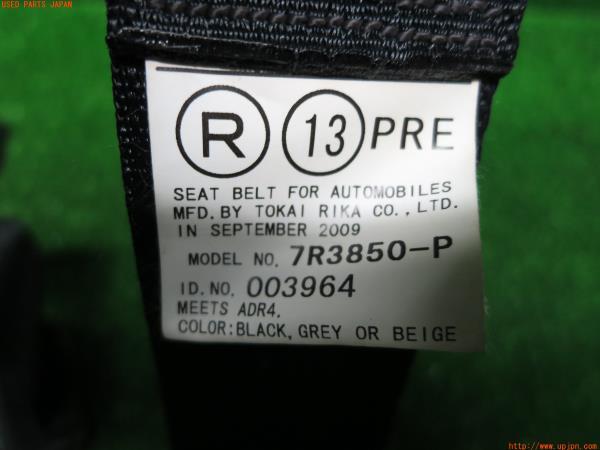 USED PARTS JAPAN
R 13 PRE
SEAT BELT FOR AUTOMOBILES
MFD. BY TOKAI RIKA CO., LTD.
IN SEPTEMBER 2009
MODEL NO. 7R3850-P
I D. NO. 003964
MEETS ADR4.
COLOR:BLACK, GREY OR BEIGE
http://www.upjpn.com/